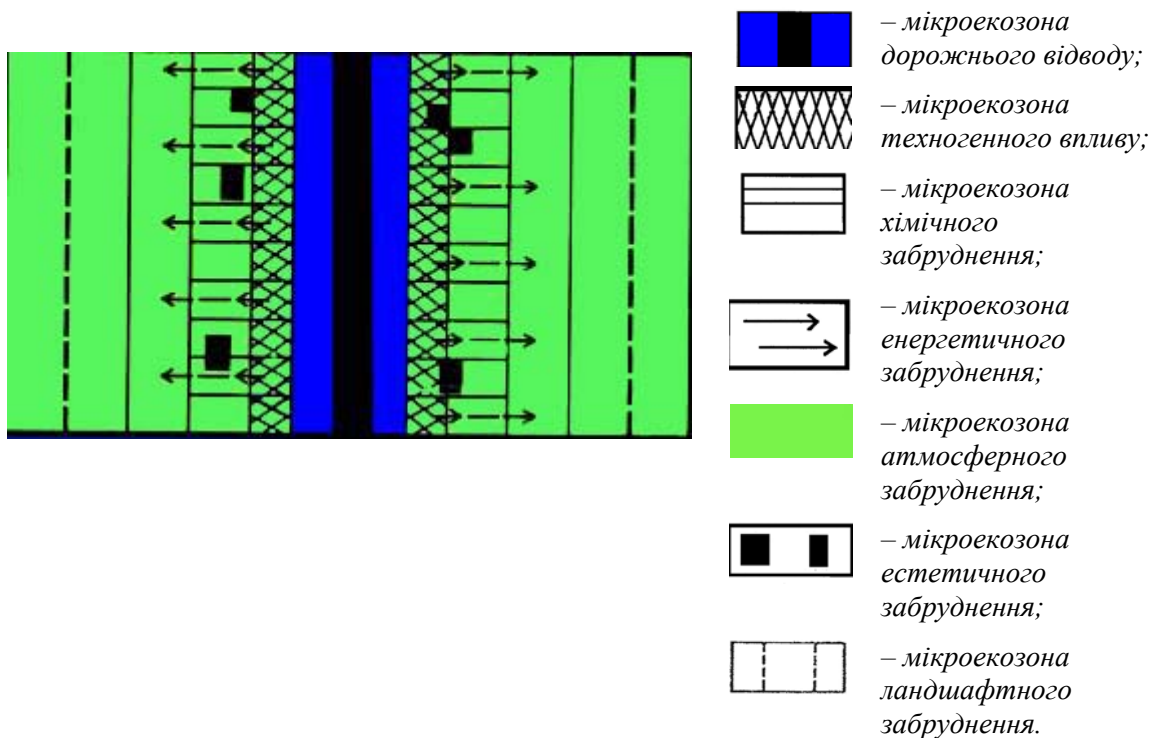 – мікроекозона
дорожнього відводу;
– мікроекозона
техногенного впливу;
– мікроекозона
хімічного
забруднення;
– мікроекозона
енергетичного
забруднення;
– мікроекозона
атмосферного
забруднення;
– мікроекозона
естетичного
забруднення;
– мікроекозона
ландшафтного
забруднення.